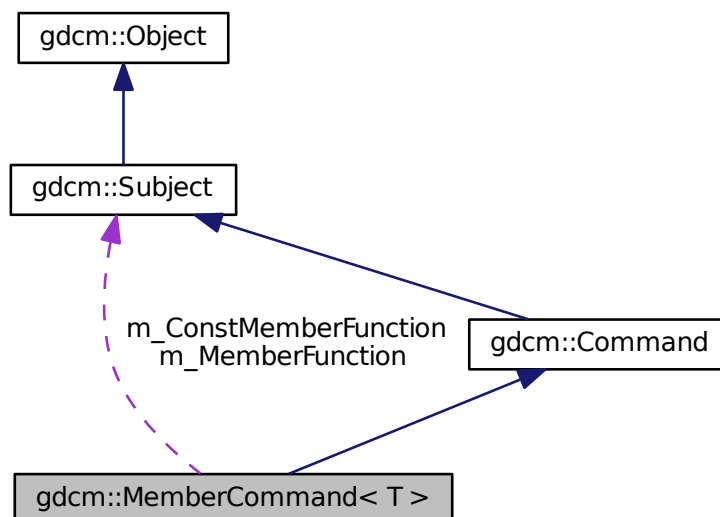 gdcm::Object
gdcm::Subject
m_ConstMemberFunction
m_MemberFunction
gdcm::Command
gdcm::MemberCommand< T >